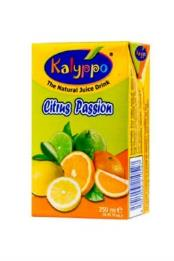 Kalyppo
The Natural Juice Drink
Citrus Passion
250 ml e